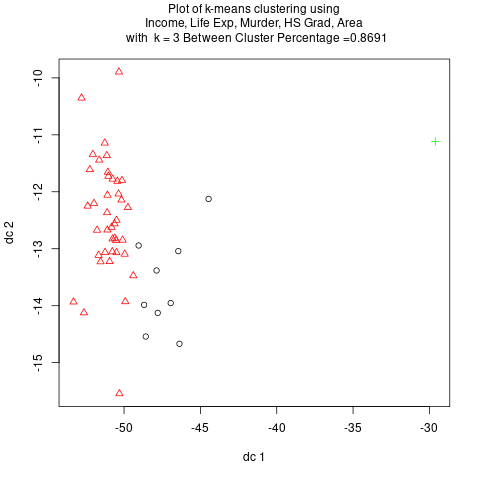 Plot of k-means clustering using
Income, Life Exp, Murder, HS Grad, Area
with k = 3 Between Cluster Percentage =0.8691
-10
-11
-12
-13
-14
-15
dc 2
-50 -45 -40 -35 -30
dc 1